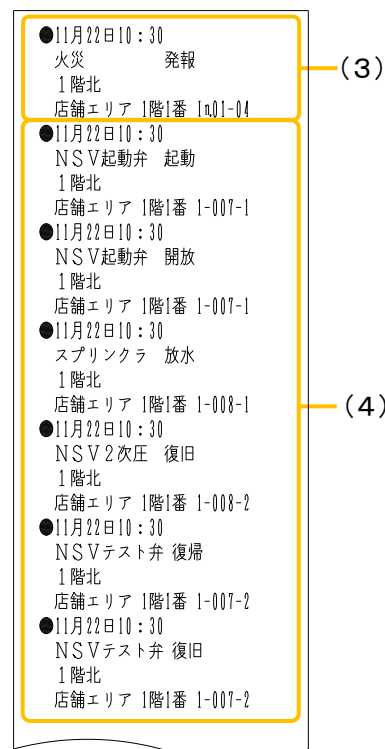 ●11月22日10:30
火災 発報
1階北
店舗エリア 1階1番 In01-04
●11月22日10:30
NSV起動弁 起動
1階北
店舗エリア 1階1番 1-007-1
●11月22日10:30
NSV起動弁 開放
1階北
店舗エリア 1階1番 1-007-1
●11月22日10:30
スプリンクラ 放水
1階北
店舗エリア 1階1番 1-008-1
●11月22日10:30
NSV2次圧 復旧
1階北
店舗エリア 1階1番 1-008-2
●11月22日10:30
NSVテスト弁 復帰
1階北
店舗エリア 1階1番 1-007-2
●11月22日10:30
NSVテスト弁 復旧
1階北
店舗エリア 1階1番 1-007-2
(3)
(4)